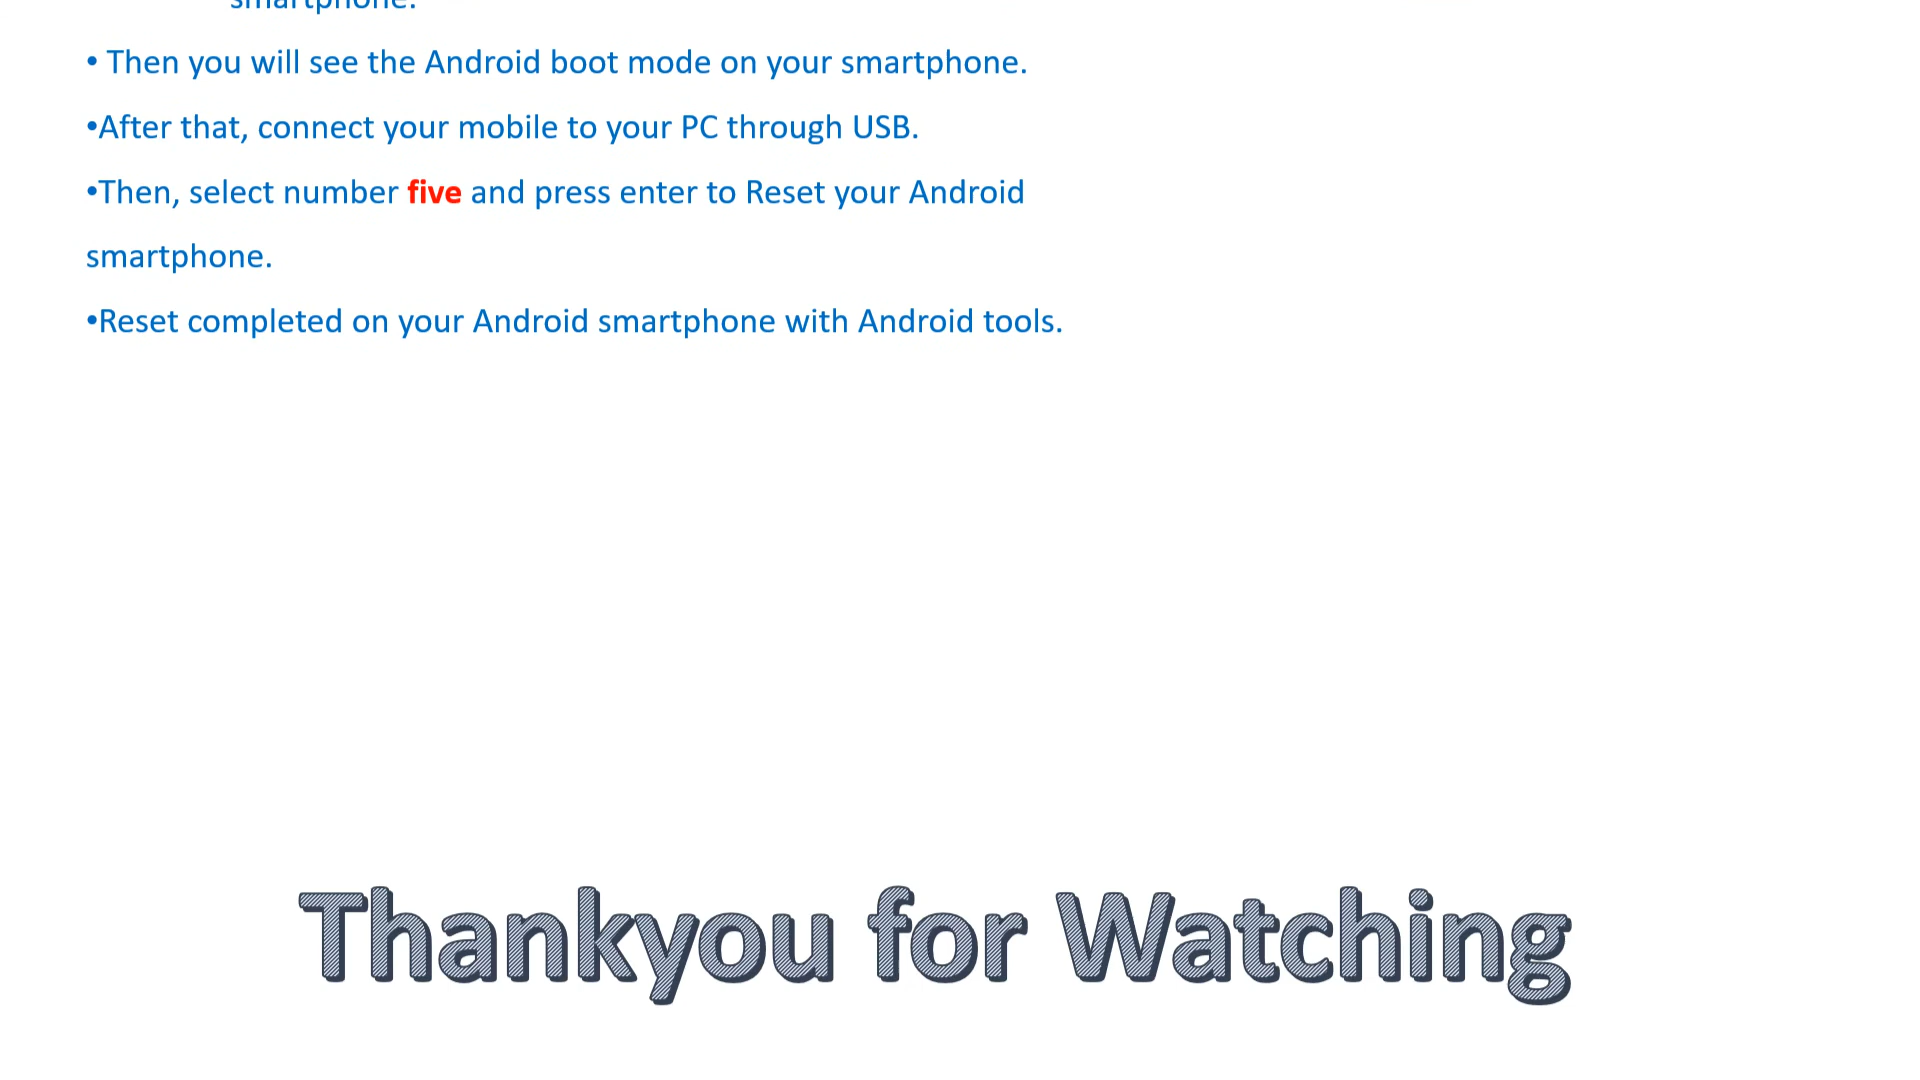 smartphone.
• Then you will see the Android boot mode on your smartphone.
•After that, connect your mobile to your PC through USB.
•Then, select number five and press enter to Reset your Android
smartphone.
•Reset completed on your Android smartphone with Android tools.
Thankyou for Watching